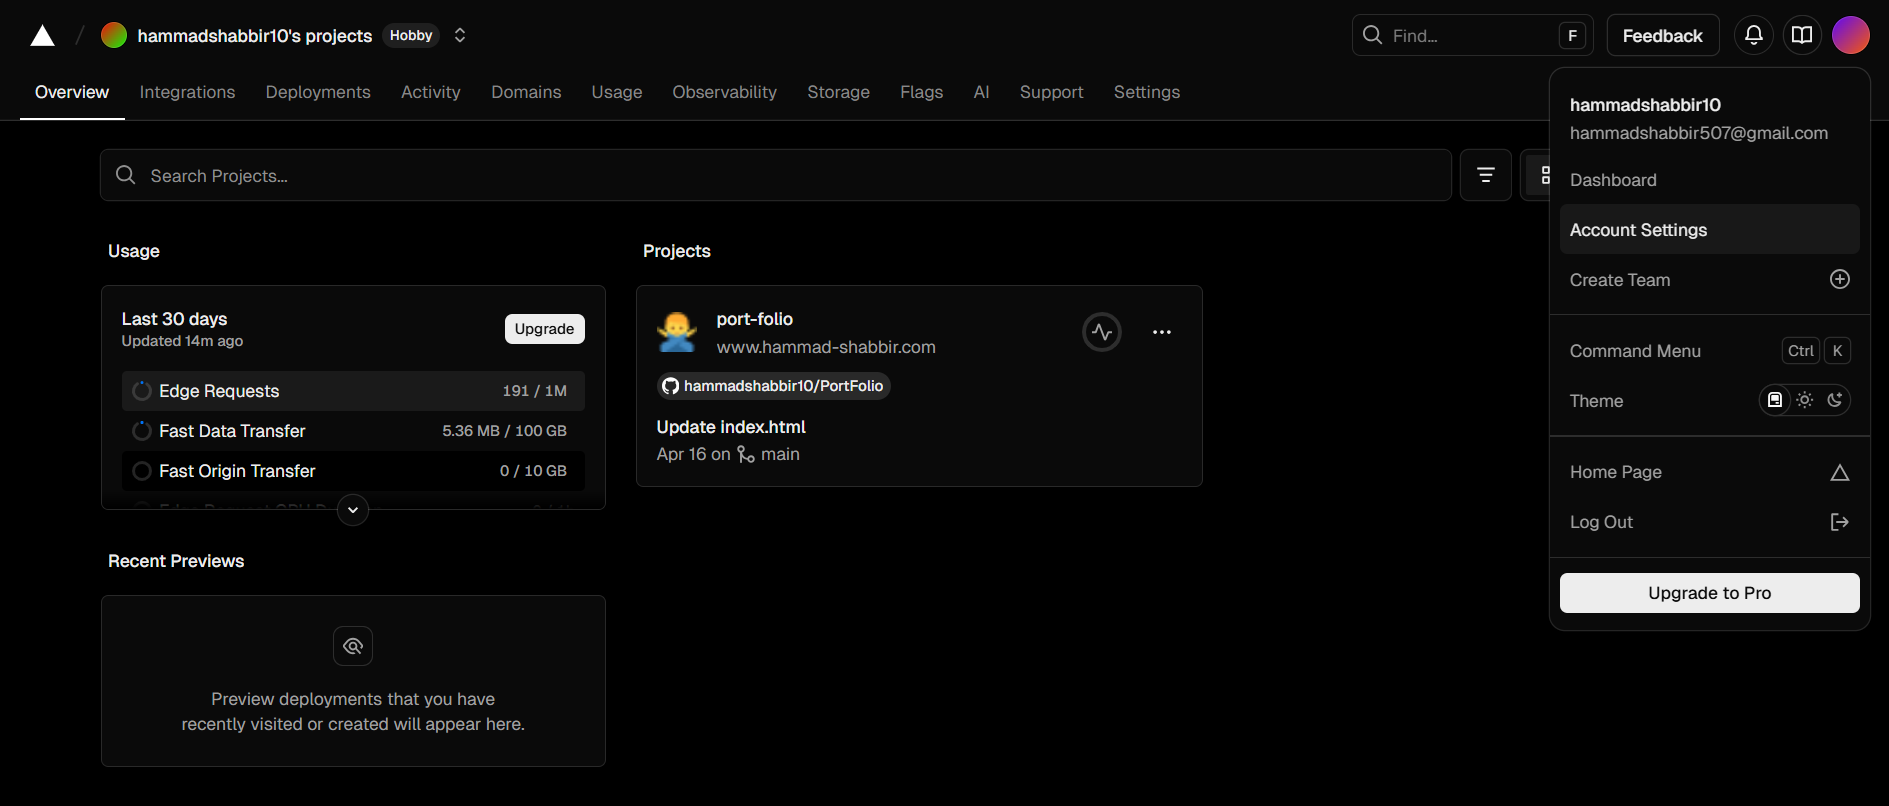 hammadshabbir10's projects Hobby
Find... F
Feedback
Overview Integrations Deployments Activity Domains Usage Observability Storage Flags AI Support Settings
Search Projects...
Usage
Last 30 days
Updated 14m ago
Upgrade
Edge Requests 191 / 1M
Fast Data Transfer 5.36 MB / 100 GB
Fast Origin Transfer 0 / 10 GB
Recent Previews
Preview deployments that you have
recently visited or created will appear here.
Projects
port-folio
www.hammad-shabbir.com
hammadshabbir10/PortFolio
Update index.html
Apr 16 on main
hammadshabbir10
hammadshabbir507@gmail.com
Dashboard
Account Settings
Create Team
Command Menu Ctrl K
Theme
Home Page
Log Out
Upgrade to Pro